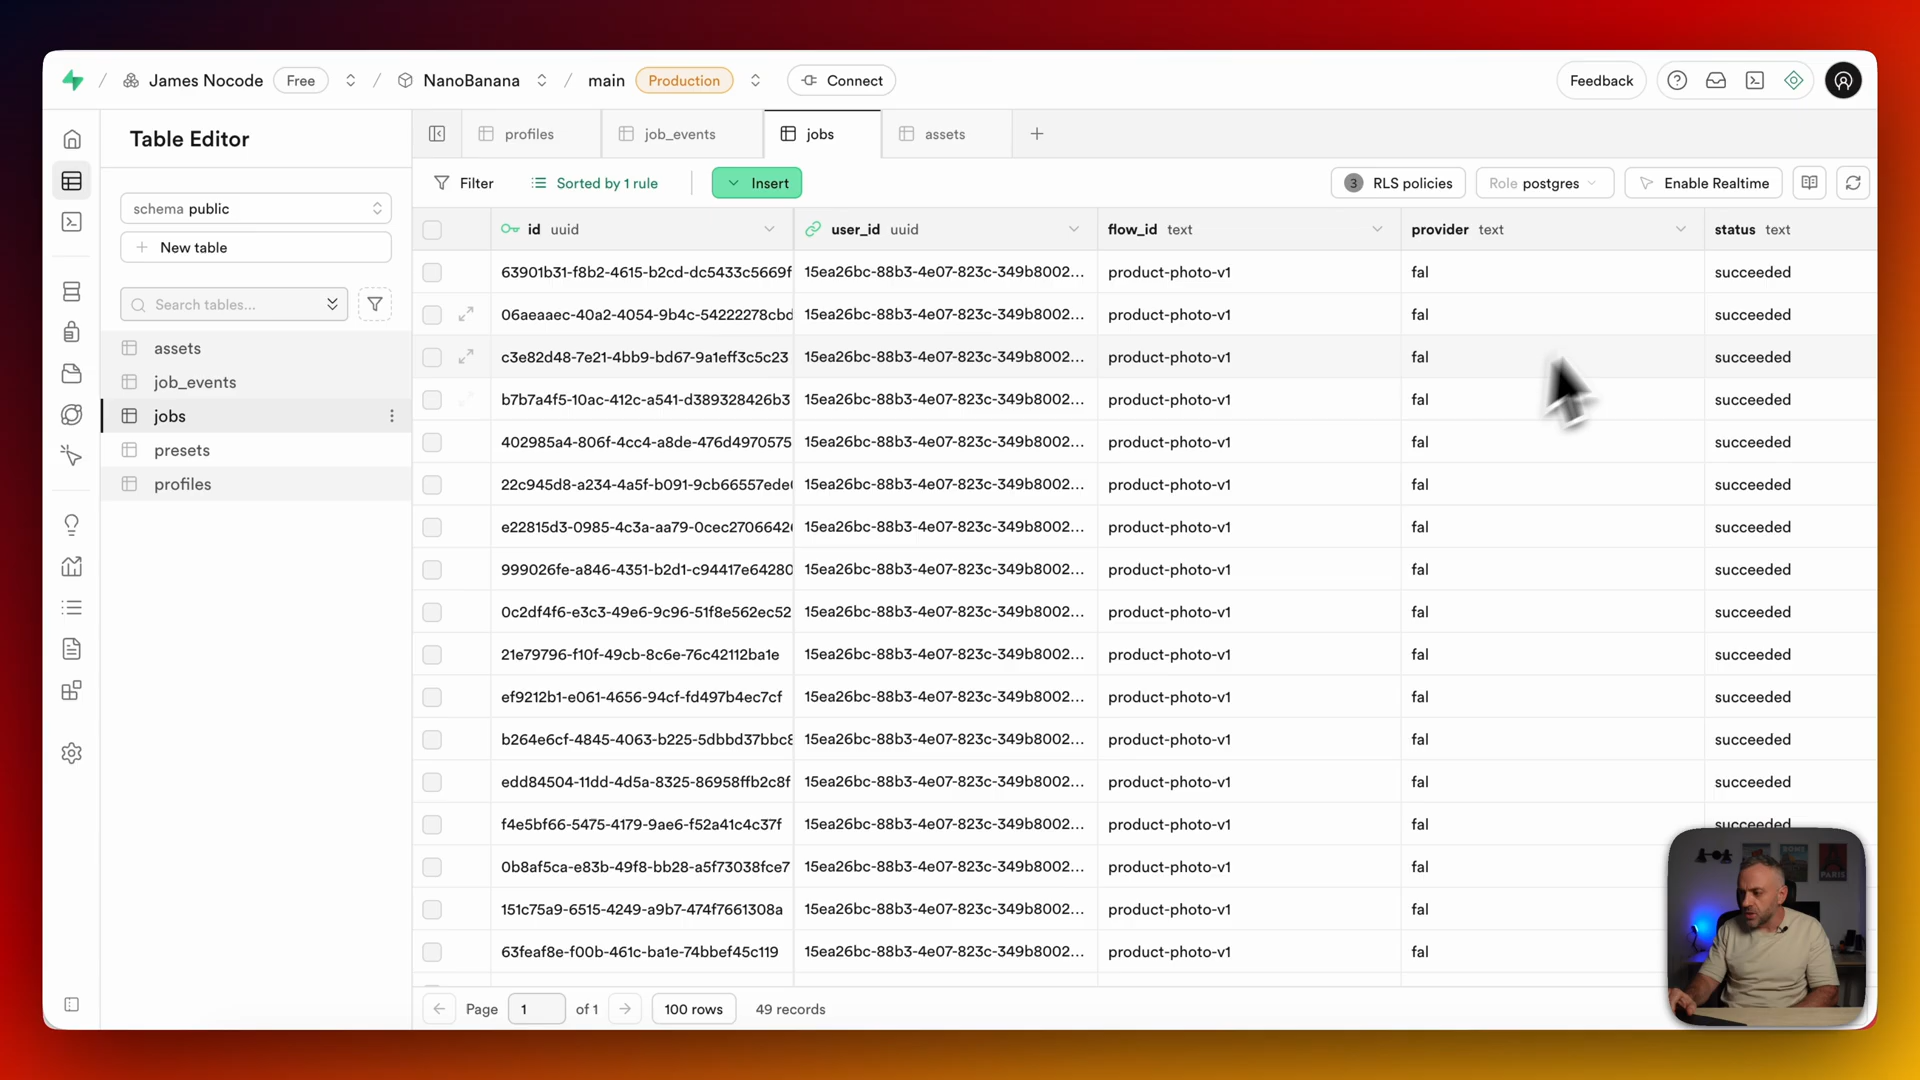 James Nocode Free NanoBanana main Production Connect Feedback
Table Editor
profiles job_events jobs assets
Filter Sorted by 1 rule Insert 3 RLS policies Role postgres Enable Realtime
schema public
New table
Search tables...
assets
job_events
jobs
presets
profiles
id uuid user_id uuid flow_id text provider text status text
63901b31-f8b2-4615-b2cd-dc5433c5669f 15ea26bc-88b3-4e07-823c-349b8002... product-photo-v1 fal succeeded
06aeaaec-40a2-4054-9b4c-54222278cbd 15ea26bc-88b3-4e07-823c-349b8002... product-photo-v1 fal succeeded
c3e82d48-7e21-4bb9-bd67-9a1eff3c5c23 15ea26bc-88b3-4e07-823c-349b8002... product-photo-v1 fal succeeded
b7b7a4f5-10ac-412c-a541-d389328426b3 15ea26bc-88b3-4e07-823c-349b8002... product-photo-v1 fal succeeded
402985a4-806f-4cc4-a8de-476d4970575 15ea26bc-88b3-4e07-823c-349b8002... product-photo-v1 fal succeeded
22c945d8-a234-4a5f-b091-9cb66557ede 15ea26bc-88b3-4e07-823c-349b8002... product-photo-v1 fal succeeded
e22815d3-0985-4c3a-aa79-0cec2706642 15ea26bc-88b3-4e07-823c-349b8002... product-photo-v1 fal succeeded
999026fe-a846-4351-b2d1-c94417e64280 15ea26bc-88b3-4e07-823c-349b8002... product-photo-v1 fal succeeded
0c2df4f6-e3c3-49e6-9c96-51f8e562ec52 15ea26bc-88b3-4e07-823c-349b8002... product-photo-v1 fal succeeded
21e79796-f10f-49cb-8c6e-76c42112ba1e 15ea26bc-88b3-4e07-823c-349b8002... product-photo-v1 fal succeeded
ef9212b1-e061-4656-94cf-fd497b4ec7cf 15ea26bc-88b3-4e07-823c-349b8002... product-photo-v1 fal succeeded
b264e6cf-4845-4063-b225-5dbbd37bbc8 15ea26bc-88b3-4e07-823c-349b8002... product-photo-v1 fal succeeded
edd84504-11dd-4d5a-8325-86958ffb2c8f 15ea26bc-88b3-4e07-823c-349b8002... product-photo-v1 fal succeeded
f4e5bf66-5475-4179-9ae6-f52a41c4c37f 15ea26bc-88b3-4e07-823c-349b8002... product-photo-v1 fal succeeded
0b8af5ca-e83b-49f8-bb28-a5f73038fce7 15ea26bc-88b3-4e07-823c-349b8002... product-photo-v1 fal
151c75a9-6515-4249-a9b7-474f7661308a 15ea26bc-88b3-4e07-823c-349b8002... product-photo-v1 fal
63feaf8e-f00b-461c-ba1e-74bbef45c119 15ea26bc-88b3-4e07-823c-349b8002... product-photo-v1 fal
Page 1 of 1 100 rows 49 records
ROME
PARIS